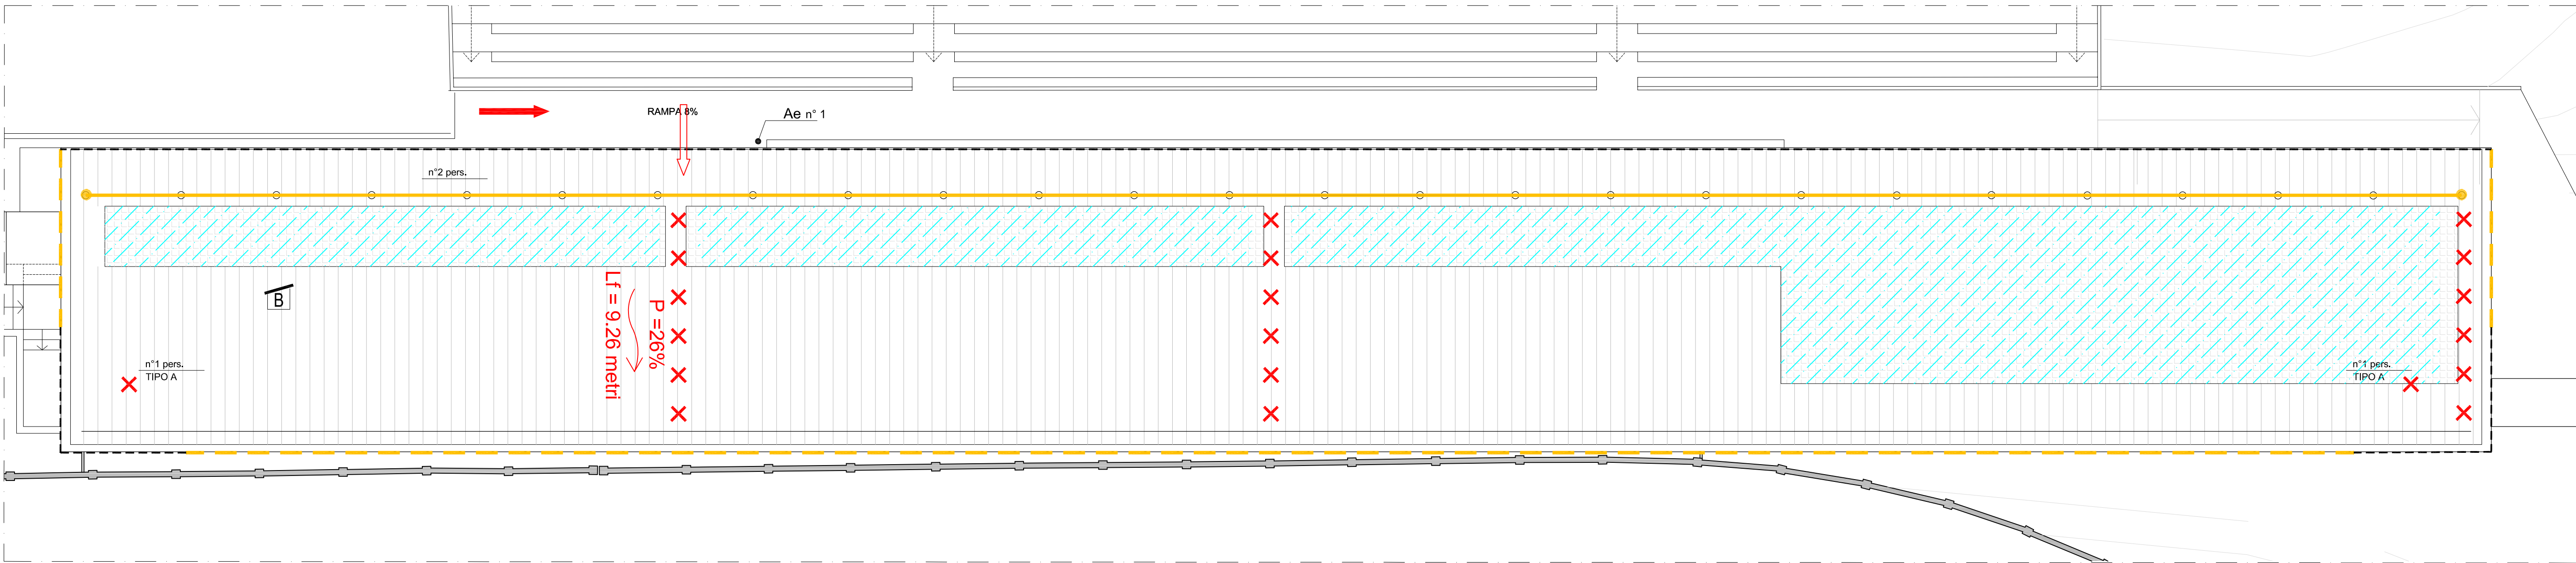 RAMPA 8%
Ae n° 1
n°2 pers.
B
Lf = 9.26 metri
P =26%
n°1 pers.
TIPO A
n°1 pers.
TIPO A